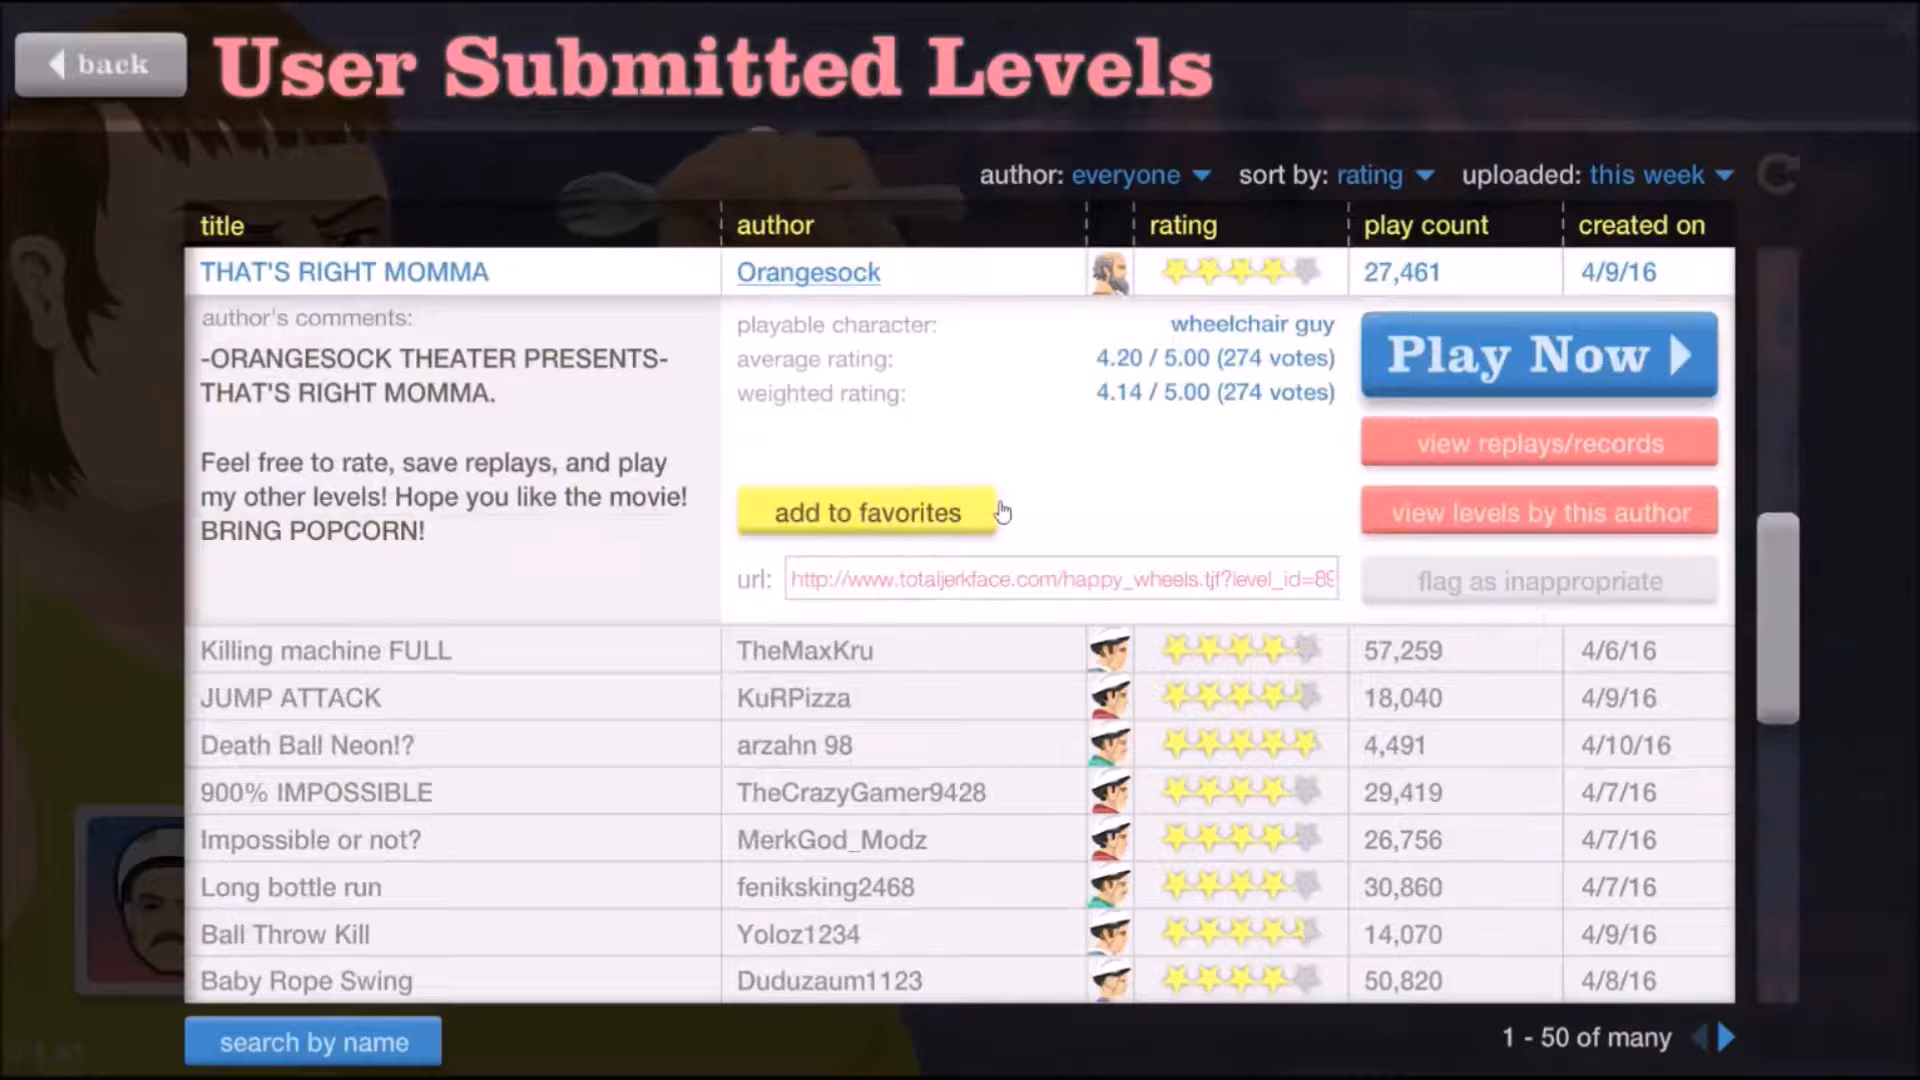 back
User Submitted Levels
author: everyone sort by: rating uploaded: this week
title author rating play count created on
THAT'S RIGHT MOMMA Orangesock 27,461 4/9/16
author's comments:
-ORANGESOCK THEATER PRESENTS-
THAT'S RIGHT MOMMA.
Feel free to rate, save replays, and play
my other levels! Hope you like the movie!
BRING POPCORN!
playable character: wheelchair guy
average rating: 4.20 / 5.00 (274 votes)
weighted rating: 4.14 / 5.00 (274 votes)
add to favorites
url: http://www.totaljerkface.com/happy_wheels.tjf?level_id=89
Play Now
view replays/records
view levels by this author
flag as inappropriate
Killing machine FULL TheMaxKru 57,259 4/6/16
JUMP ATTACK KuRPizza 18,040 4/9/16
Death Ball Neon!? arzahn 98 4,491 4/10/16
900% IMPOSSIBLE TheCrazyGamer9428 29,419 4/7/16
Impossible or not? MerkGod_Modz 26,756 4/7/16
Long bottle run feniksking2468 30,860 4/7/16
Ball Throw Kill Yoloz1234 14,070 4/9/16
Baby Rope Swing Duduzaum1123 50,820 4/8/16
search by name
1 - 50 of many